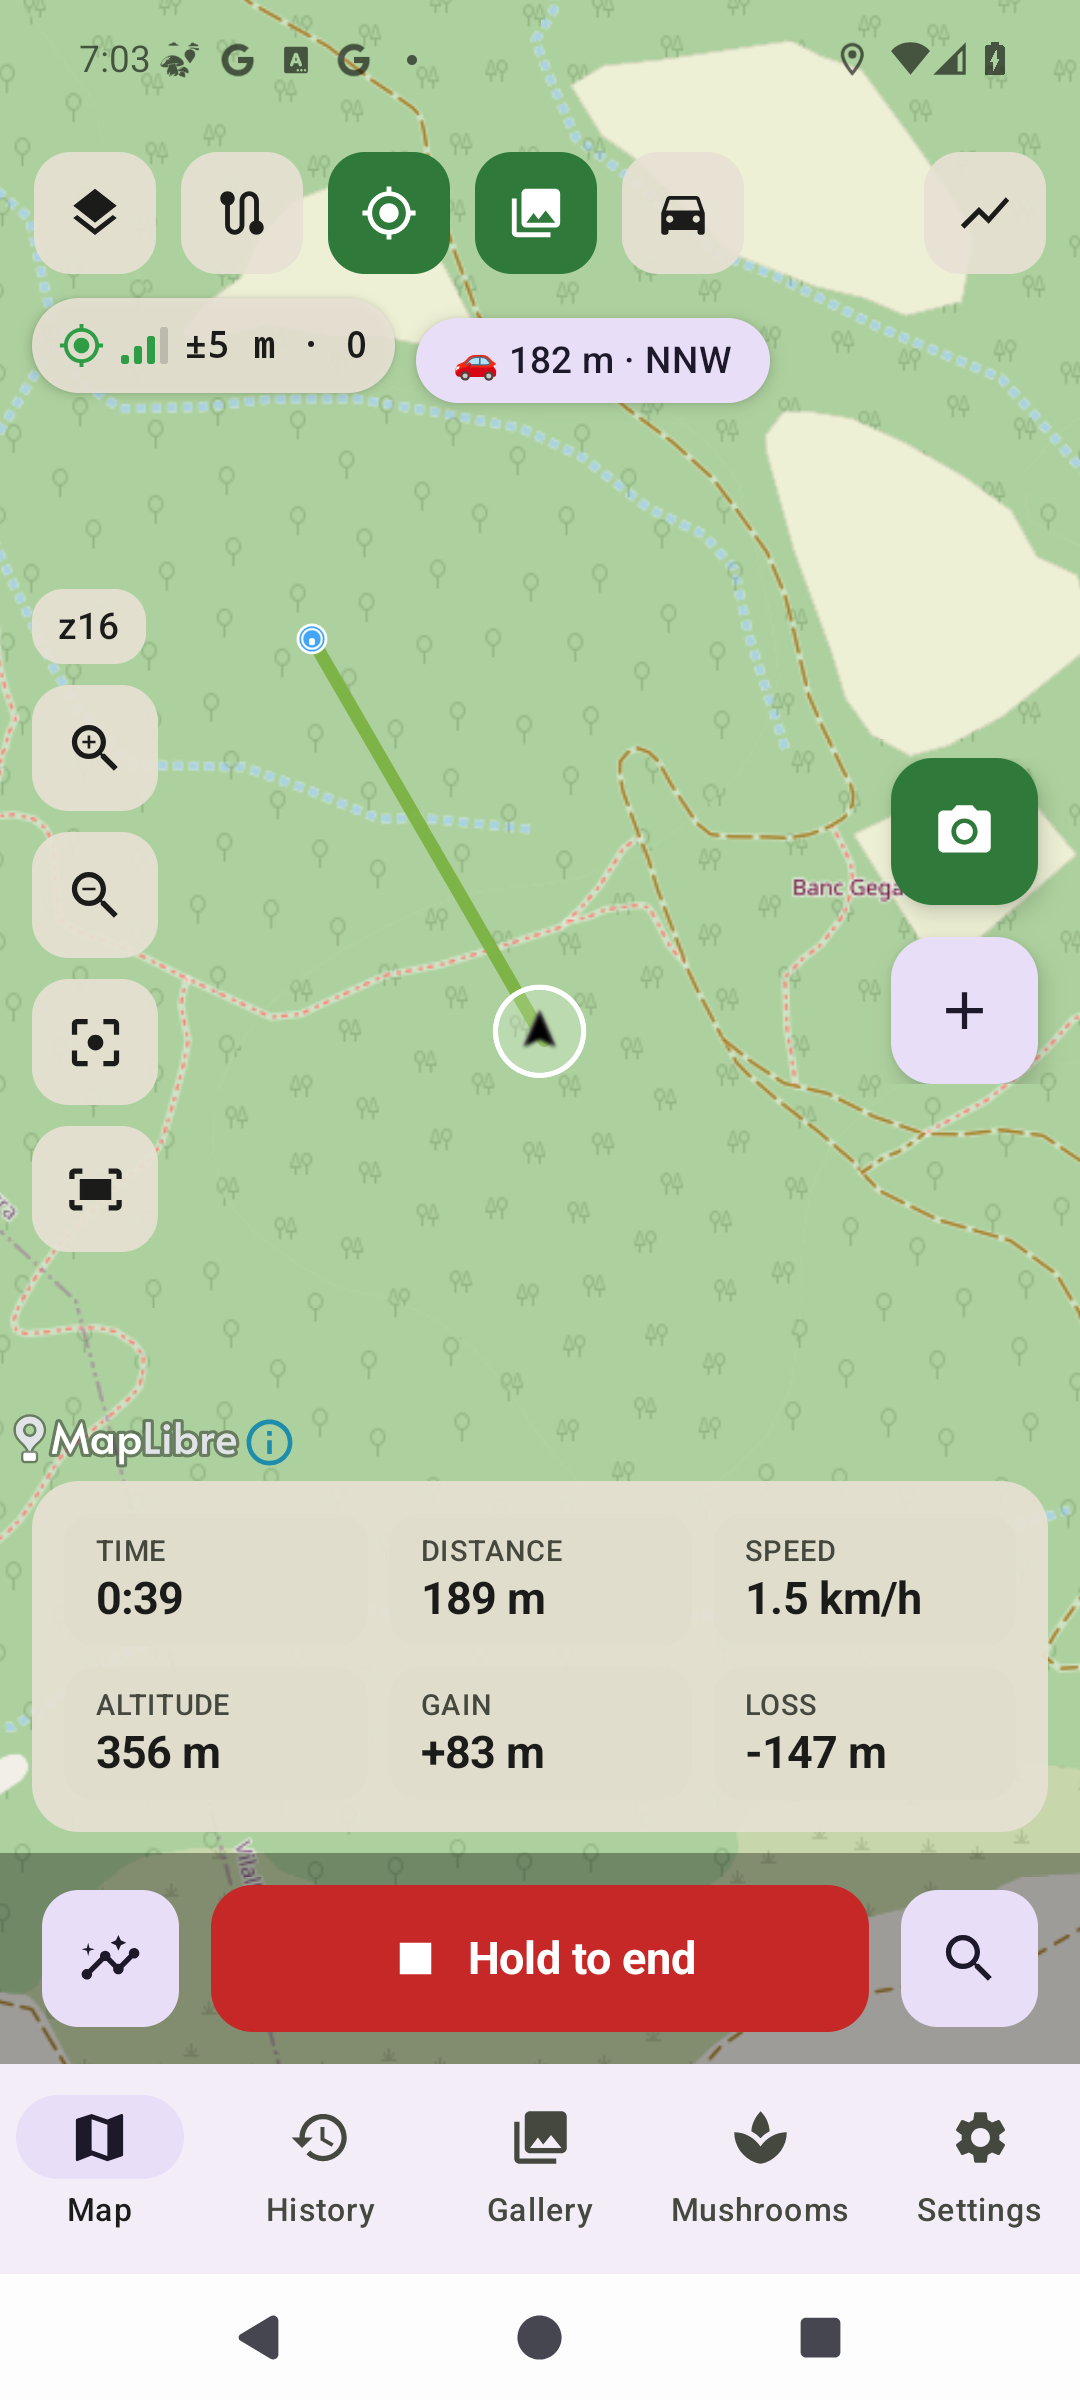 7:03
±5 m · 0
🚗 182 m · NNW
z16
Banc Gega
MapLibre
TIME
DISTANCE
SPEED
0:39
189 m
1.5 km/h
ALTITUDE
GAIN
LOSS
356 m
+83 m
-147 m
Vilal
Hold to end
Map
History
Gallery
Mushrooms
Settings